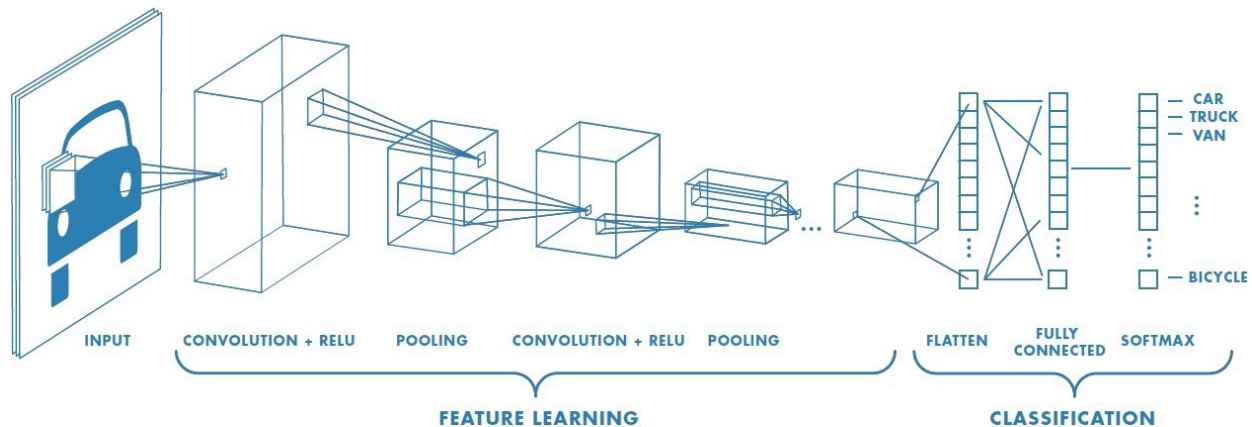 CAR
TRUCK
VAN
BICYCLE
INPUT
CONVOLUTION + RELU
POOLING
CONVOLUTION + RELU
POOLING
FLATTEN
FULLY
CONNECTED
SOFTMAX
FEATURE LEARNING
CLASSIFICATION